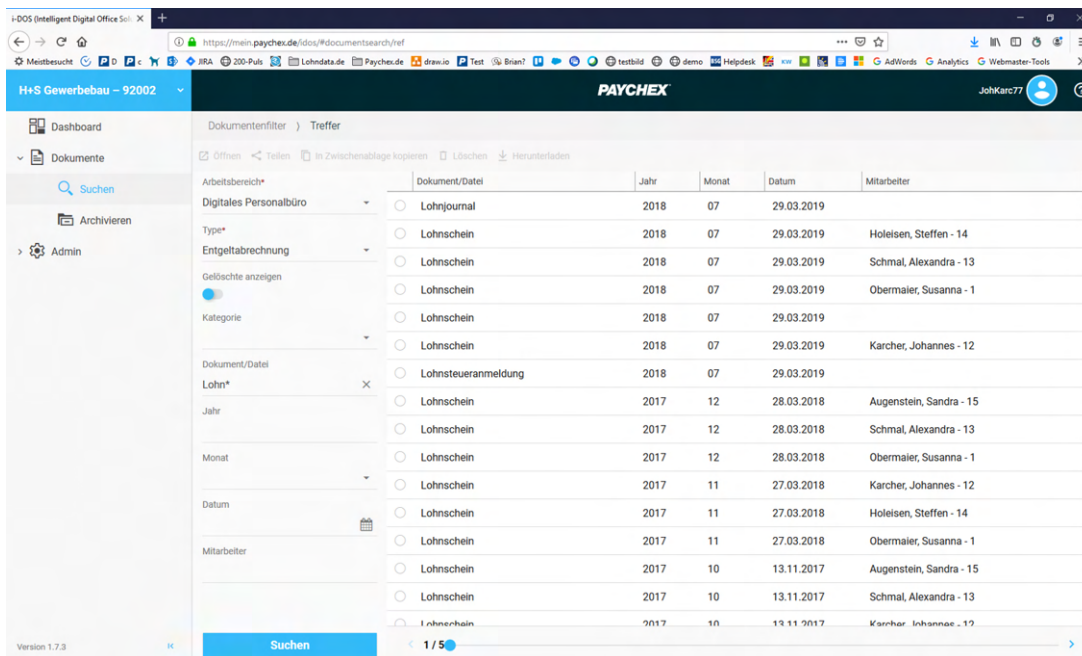 i-DOS (Intelligent Digital Office Sol
https://mein.paychex.de/idos/#documentsearch/ref
Meistbesucht D c JIRA 200-Puls Lohndata.de Paychex.de draw.io Test Brian? testbild demo Helpdesk KW AdWords Analytics Webmaster-Tools
H+S Gewerbebau – 92002 PAYCHEX JohKarc77
Dashboard
Dokumente
Suchen
Archivieren
Admin
Version 1.7.3
Dokumentenfilter ) Treffer
Öffnen Teilen In Zwischenablage kopieren Löschen Herunterladen
Arbeitsbereich*
Digitales Personalbüro
Type*
Entgeltabrechnung
Gelöschte anzeigen
Kategorie
Dokument/Datei
Lohn*
Jahr
Monat
Datum
Mitarbeiter
Suchen
Dokument/Datei Jahr Monat Datum Mitarbeiter
Lohnjournal 2018 07 29.03.2019
Lohnschein 2018 07 29.03.2019 Holeisen, Steffen - 14
Lohnschein 2018 07 29.03.2019 Schmal, Alexandra - 13
Lohnschein 2018 07 29.03.2019 Obermaier, Susanna - 1
Lohnschein 2018 07 29.03.2019
Lohnschein 2018 07 29.03.2019 Karcher, Johannes - 12
Lohnsteueranmeldung 2018 07 29.03.2019
Lohnschein 2017 12 28.03.2018 Augenstein, Sandra - 15
Lohnschein 2017 12 28.03.2018 Schmal, Alexandra - 13
Lohnschein 2017 12 28.03.2018 Obermaier, Susanna - 1
Lohnschein 2017 11 27.03.2018 Karcher, Johannes - 12
Lohnschein 2017 11 27.03.2018 Holeisen, Steffen - 14
Lohnschein 2017 11 27.03.2018 Obermaier, Susanna - 1
Lohnschein 2017 10 13.11.2017 Augenstein, Sandra - 15
Lohnschein 2017 10 13.11.2017 Schmal, Alexandra - 13
Lohnschein 2017 10 13.11.2017 Karcher, Johannes - 12
1 / 5